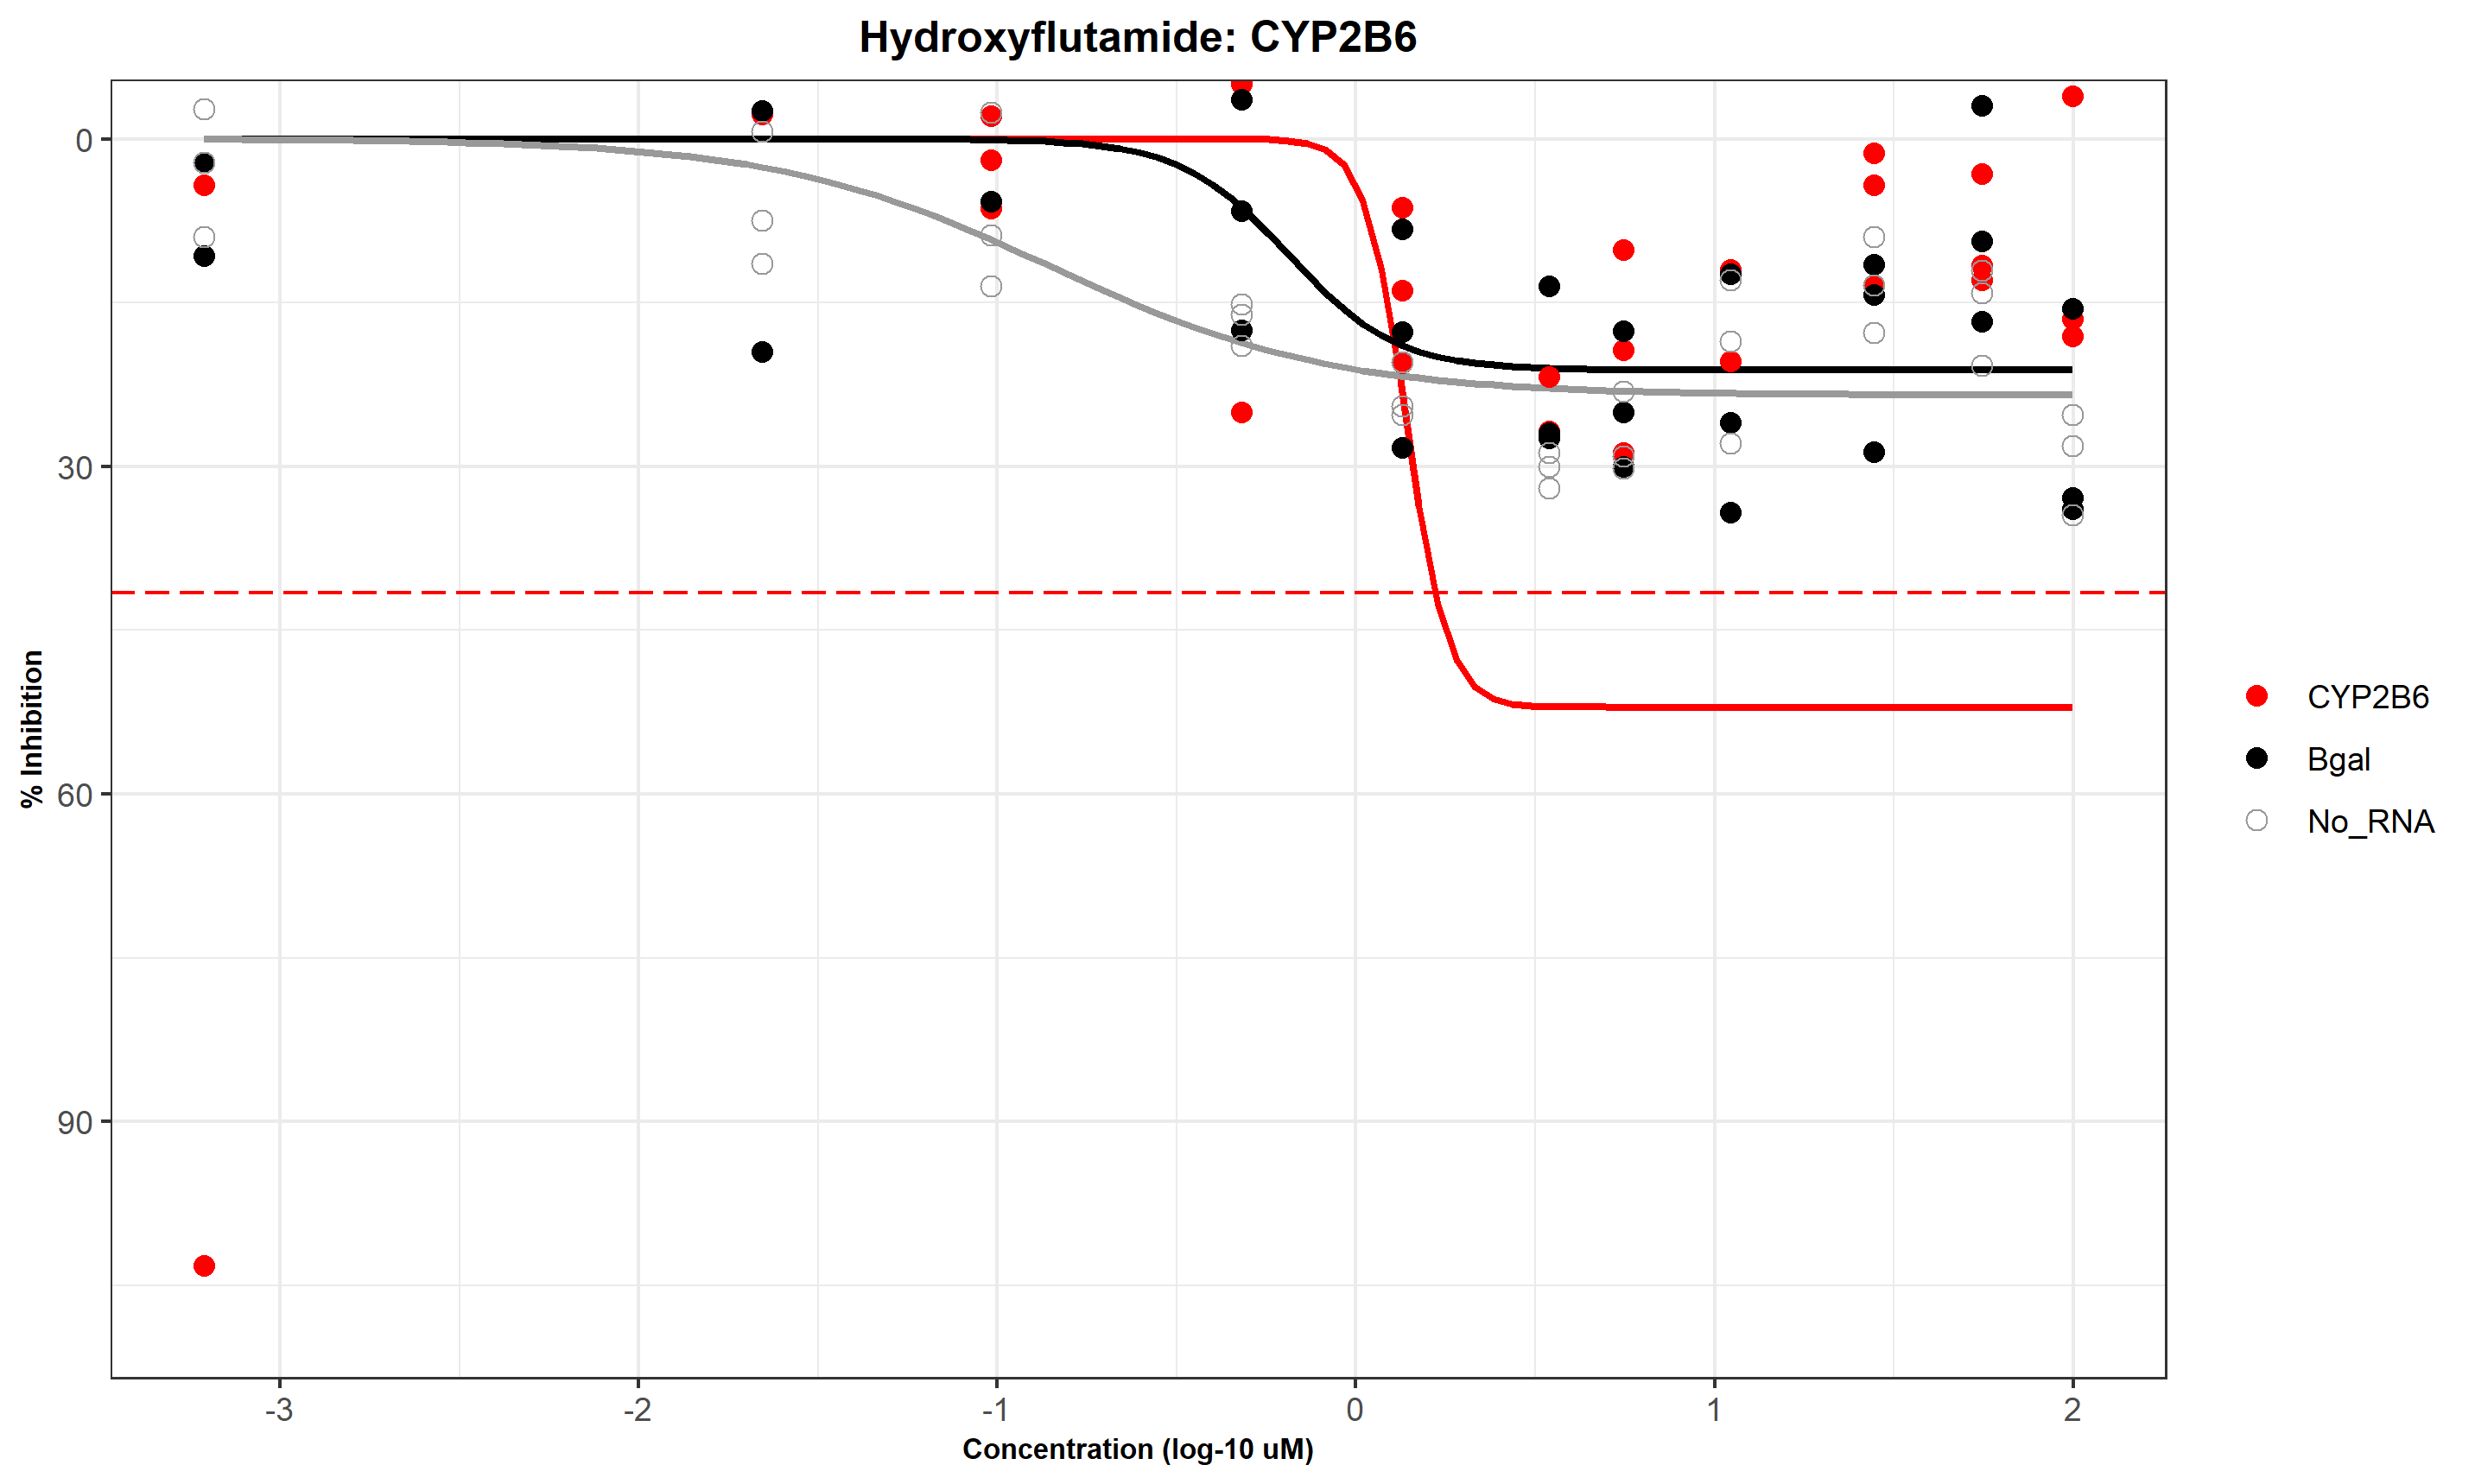 Hydroxyflutamide: CYP2B6
0
30
60
90
% Inhibition
-3
-2
-1
0
1
2
Concentration (log-10 uM)
CYP2B6
Bgal
No_RNA